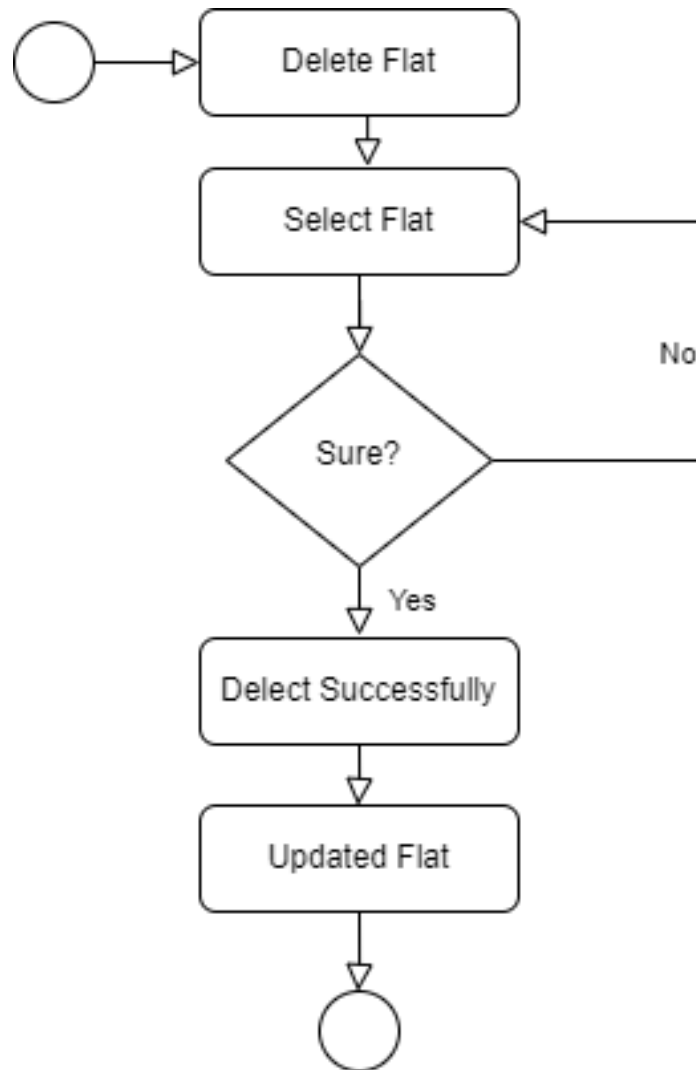 Delete Flat
Select Flat
No
Sure?
Yes
Delect Successfully
Updated Flat